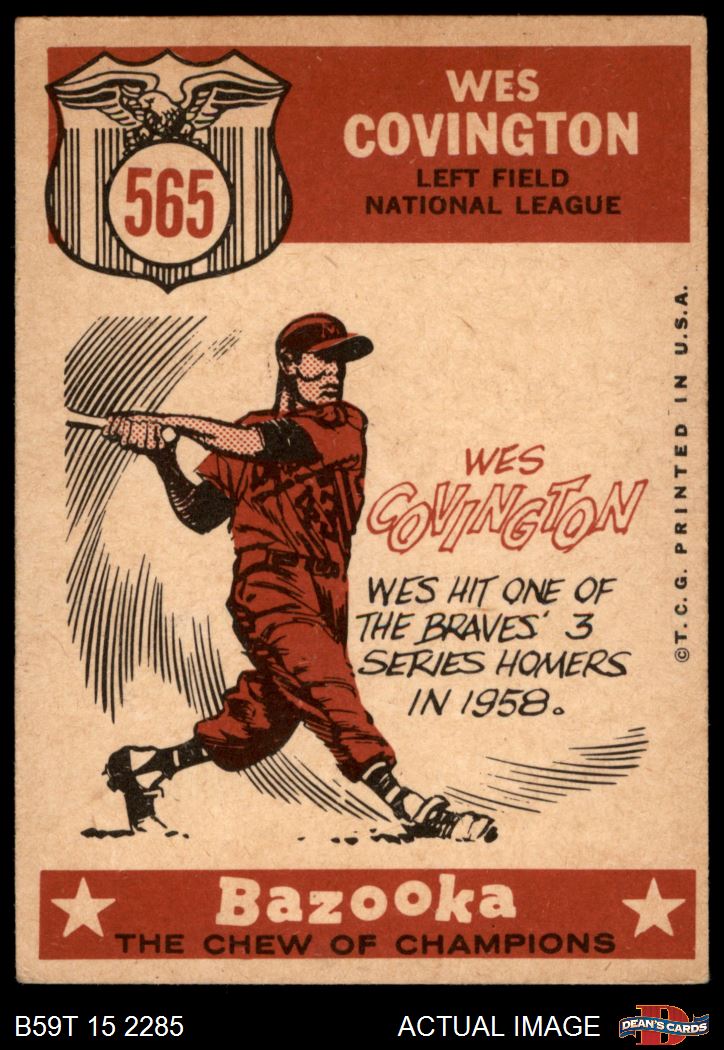 565
WES
COVINGTON
LEFT FIELD
NATIONAL LEAGUE
©T.C.G. PRINTED IN U.S.A.
M
WES
COVINGTON
WES HIT ONE OF
THE BRAVES' 3
SERIES HOMERS
IN 1958.
Bazooka
THE CHEW OF CHAMPIONS
B59T 15 2285
ACTUAL IMAGE
D
DEAN'S CARDS